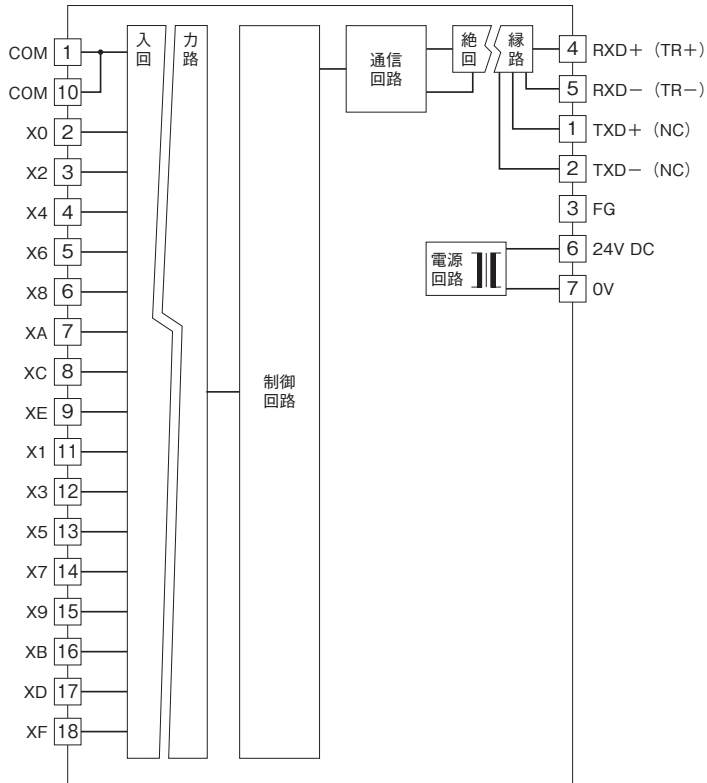 COM 1
COM 10
X0 2
X2 3
X4 4
X6 5
X8 6
XA 7
XC 8
XE 9
X1 11
X3 12
X5 13
X7 14
X9 15
XB 16
XD 17
XF 18
入力
回路
制御
回路
通信
回路
絶縁
回路
電源
回路
4 RXD+（TR+）
5 RXD−（TR−）
1 TXD+（NC）
2 TXD−（NC）
3 FG
6 24V DC
7 0V